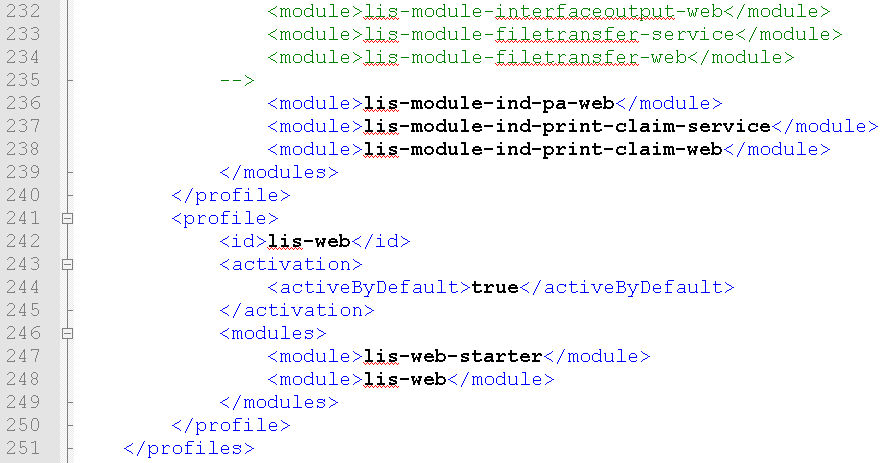 232 <module>lis-module-interfaceoutput-web</module>
233 <module>lis-module-filetransfer-service</module>
234 <module>lis-module-filetransfer-web</module>
235 -->
236 <module>lis-module-ind-pa-web</module>
237 <module>lis-module-ind-print-claim-service</module>
238 <module>lis-module-ind-print-claim-web</module>
239 </modules>
240 </profile>
241 <profile>
242 <id>lis-web</id>
243 <activation>
244 <activeByDefault>true</activeByDefault>
245 </activation>
246 <modules>
247 <module>lis-web-starter</module>
248 <module>lis-web</module>
249 </modules>
250 </profile>
251 </profiles>